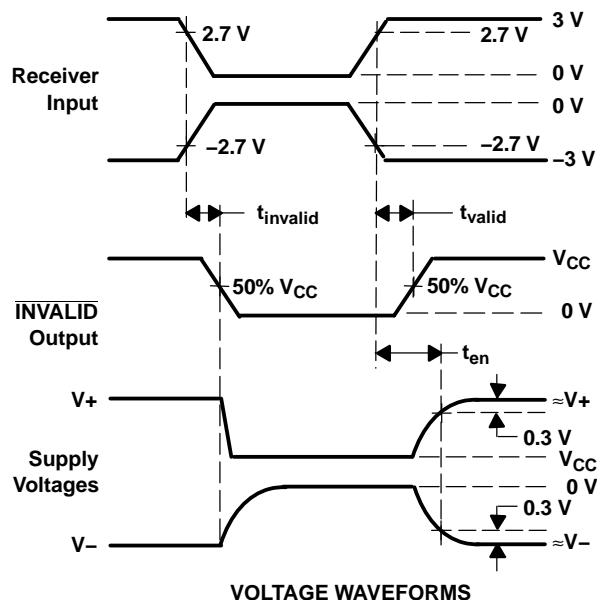 3 V
2.7 V
2.7 V
Receiver
Input
0 V
0 V
−2.7 V
−2.7 V
−3 V
tinvalid
tvalid
VCC
50% VCC
50% VCC
INVALID
Output
0 V
ten
V+
≈V+
0.3 V
Supply
Voltages
VCC
0 V
0.3 V
V−
≈V−
VOLTAGE WAVEFORMS